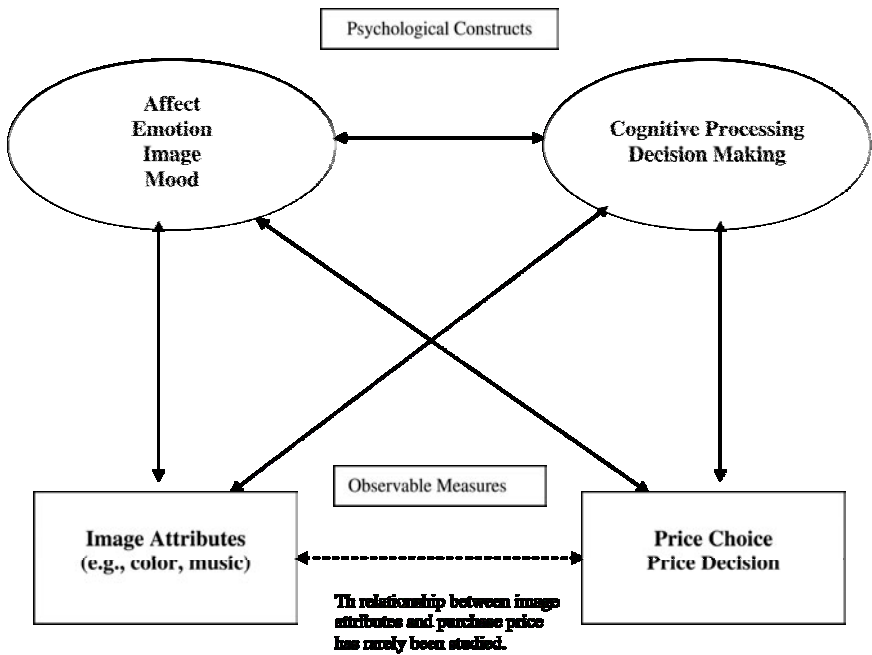 Psychological Constructs
Affect
Emotion
Image
Mood
Cognitive Processing
Decision Making
Observable Measures
Image Attributes
(e.g., color, music)
Price Choice
Price Decision
Th relationship between image
attributes and purchase price
has rarely been studied.